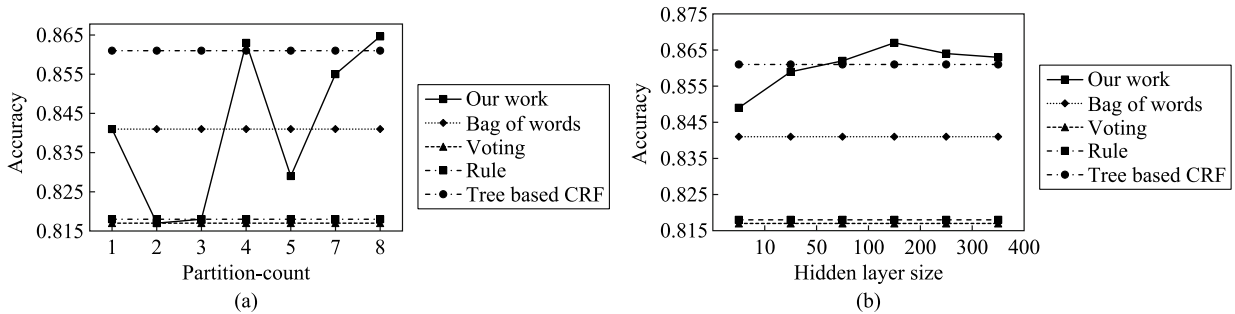 0.865
0.855
0.845
0.835
0.825
0.815
Accuracy
1 2 3 4 5 7 8
Partition-count
(a)
Our work
Bag of words
Voting
Rule
Tree based CRF
0.875
0.865
0.855
0.845
0.835
0.825
0.815
Accuracy
10 50 100 200 300 400
Hidden layer size
(b)
Our work
Bag of words
Voting
Rule
Tree based CRF